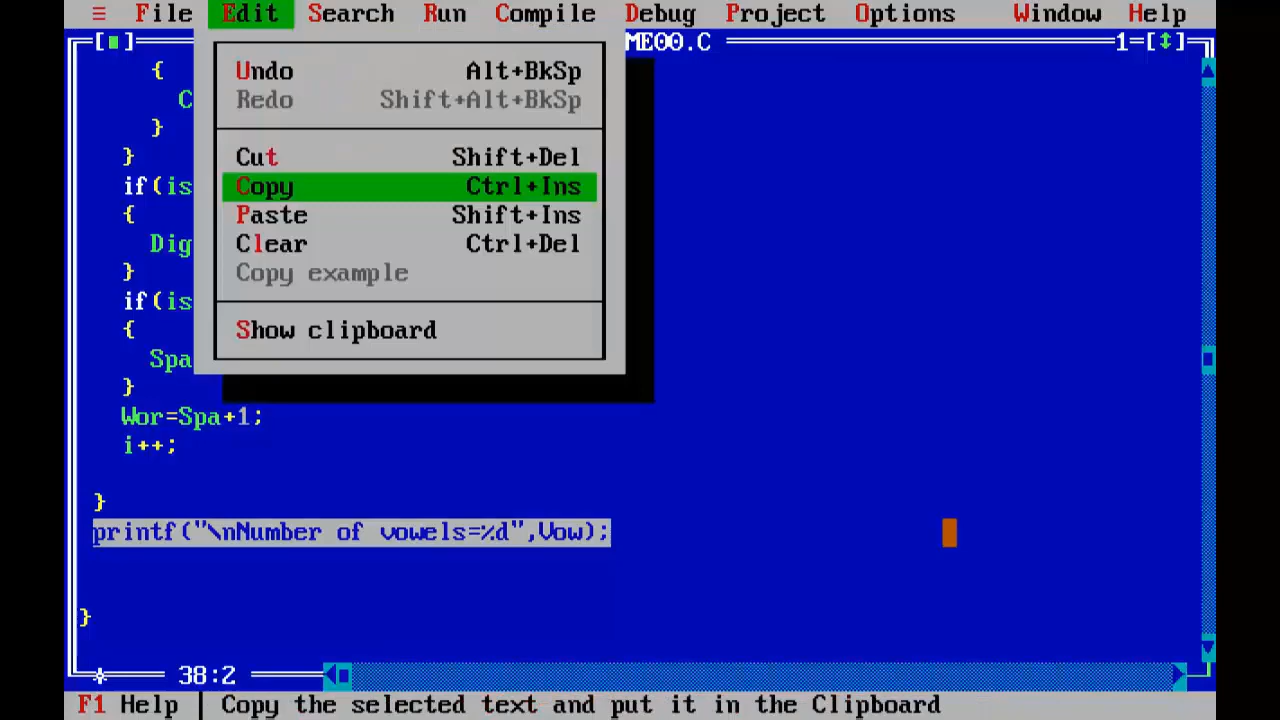 ≡ File Edit Search Run Compile Debug Project Options Window Help
[■] ME00.C 1=[↕]
{
Undo Alt+BkSp
C
Redo Shift+Alt+BkSp
}
}
Cut Shift+Del
if(is
Copy Ctrl+Ins
{
Paste Shift+Ins
Dig
Clear Ctrl+Del
}
Copy example
if(is
{
Show clipboard
Spa
}
Wor=Spa+1;
i++;
}
printf("\nNumber of vowels=%d",Vow);
}
* 38:2
F1 Help │ Copy the selected text and put it in the Clipboard